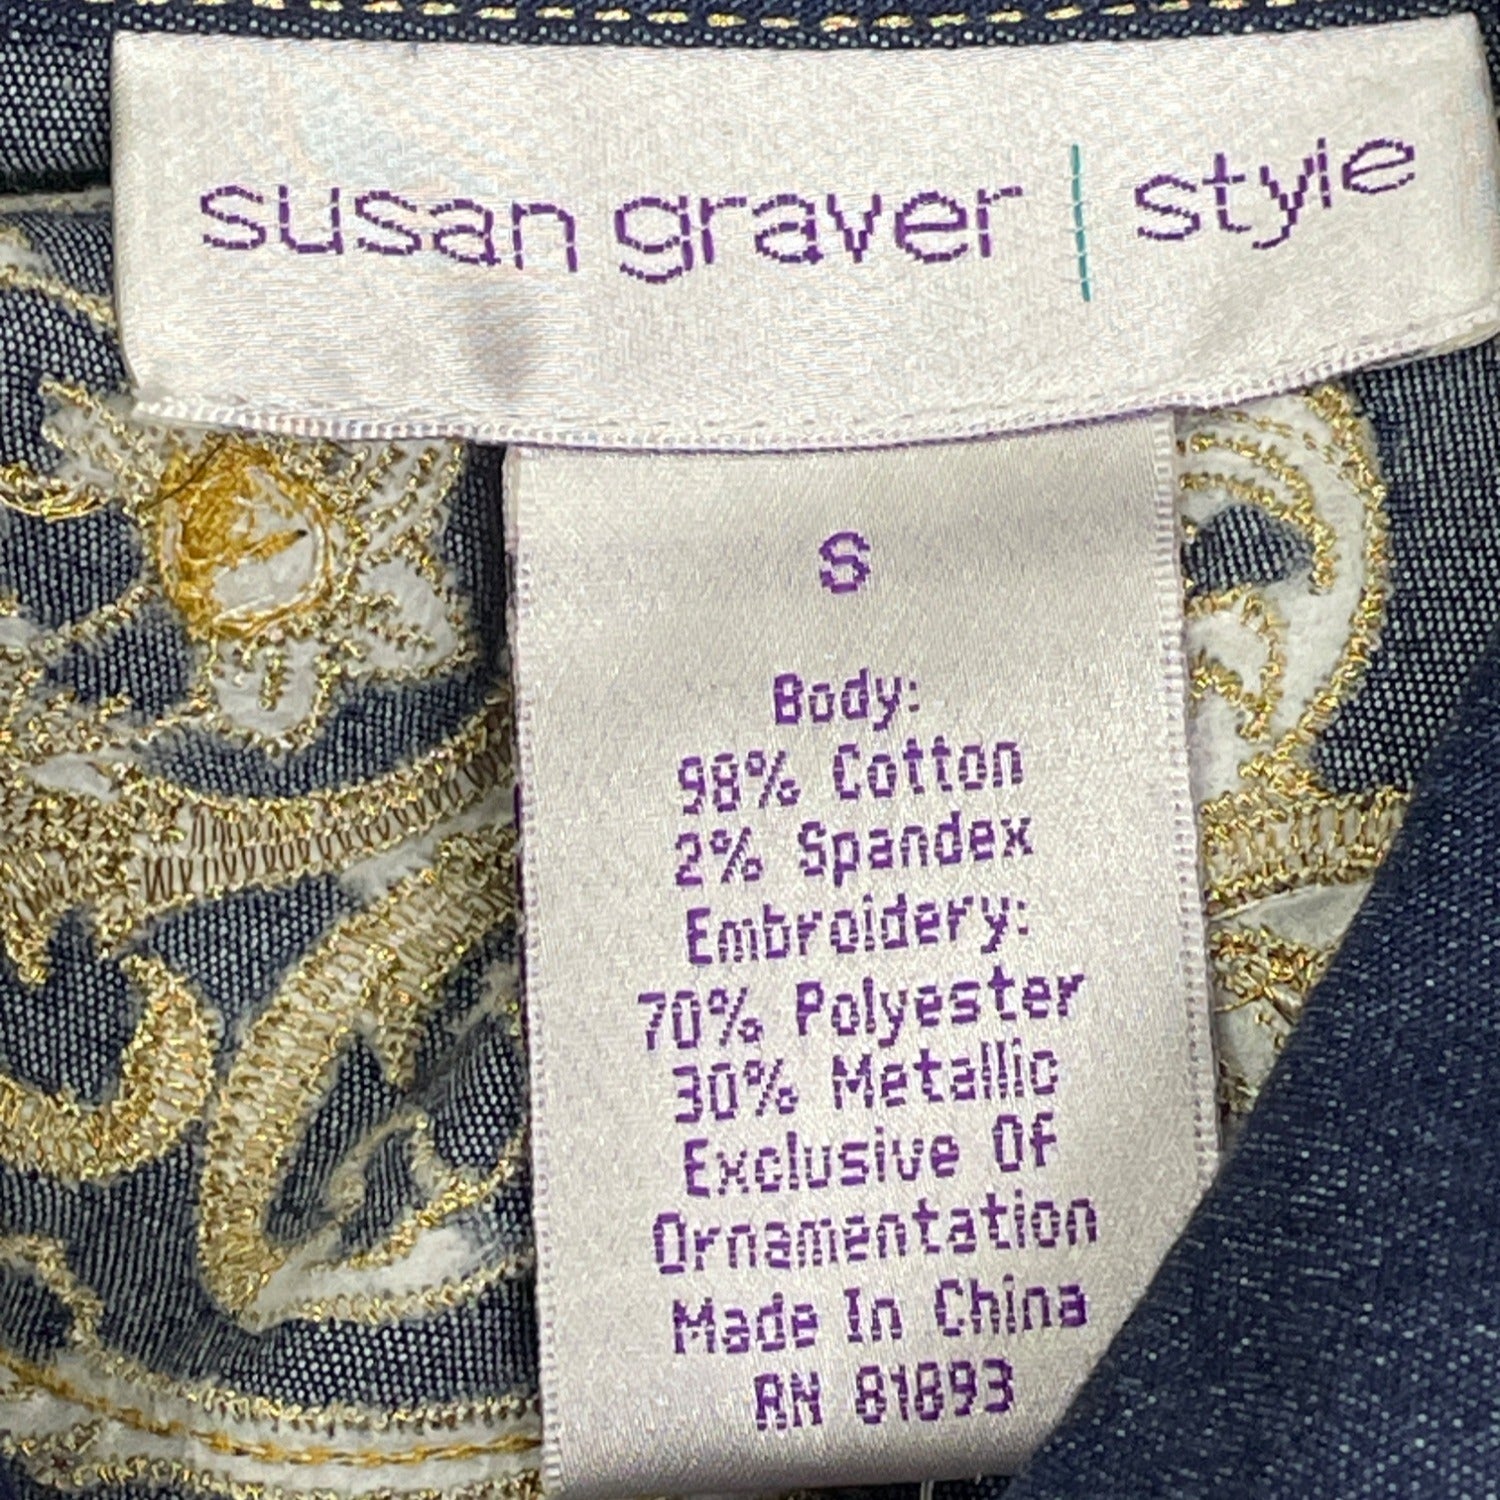 susan graver | style
S
Body:
98% Cotton
2% Spandex
Embroidery:
70% Polyester
30% Metallic
Exclusive Of
Ornamentation
Made In China
RN 81893